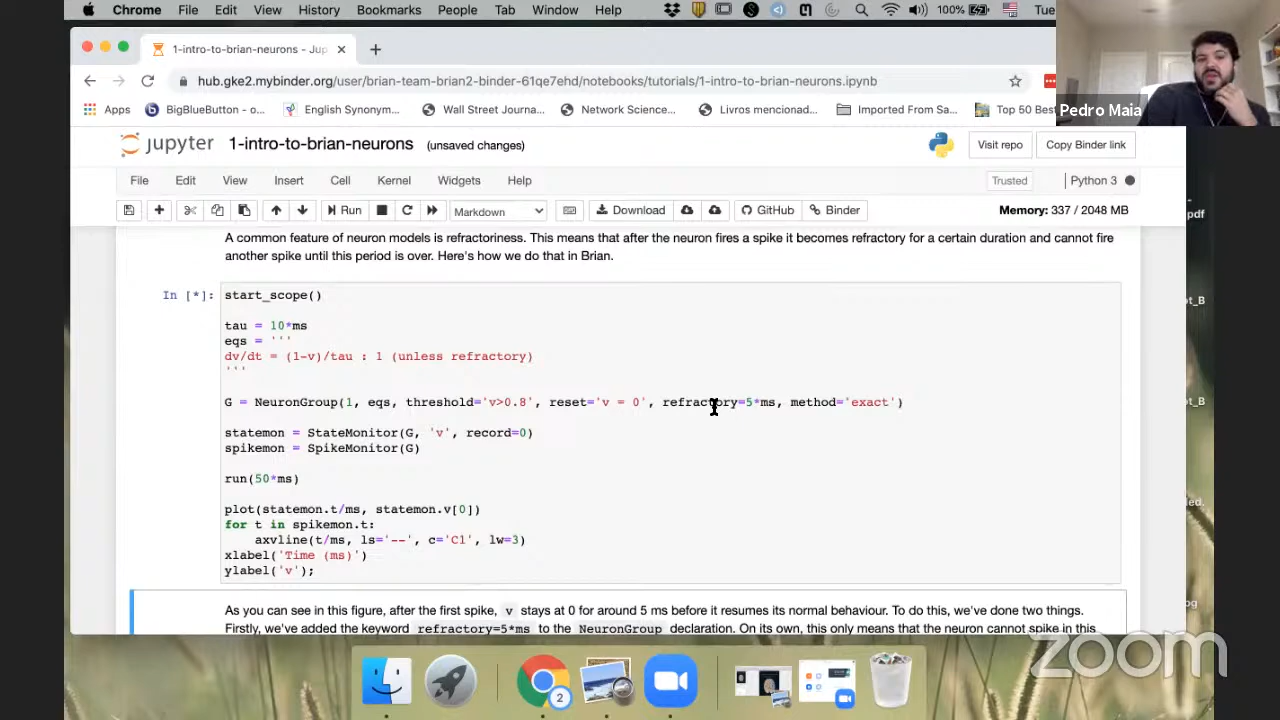 Chrome File Edit View History Bookmarks People Tab Window Help 100% Tue
1-intro-to-brian-neurons - Jup
hub.gke2.mybinder.org/user/brian-team-brian2-binder-61qe7ehd/notebooks/tutorials/1-intro-to-brian-neurons.ipynb
Apps BigBlueButton - o... English Synonym... Wall Street Journa... Network Science... Livros mencionad... Imported From Sa... Top 50 Best
Pedro Maia
jupyter 1-intro-to-brian-neurons (unsaved changes) Visit repo Copy Binder link
File Edit View Insert Cell Kernel Widgets Help Trusted Python 3
Run Markdown Download GitHub Binder Memory: 337 / 2048 MB
pdf
A common feature of neuron models is refractoriness. This means that after the neuron fires a spike it becomes refractory for a certain duration and cannot fire
another spike until this period is over. Here's how we do that in Brian.
In [*]: start_scope()
tau = 10*ms
eqs = '''
dv/dt = (1-v)/tau : 1 (unless refractory)
'''
G = NeuronGroup(1, eqs, threshold='v>0.8', reset='v = 0', refractory=5*ms, method='exact')
statemon = StateMonitor(G, 'v', record=0)
spikemon = SpikeMonitor(G)
run(50*ms)
plot(statemon.t/ms, statemon.v[0])
for t in spikemon.t:
axvline(t/ms, ls='--', c='C1', lw=3)
xlabel('Time (ms)')
ylabel('v');
As you can see in this figure, after the first spike, v stays at 0 for around 5 ms before it resumes its normal behaviour. To do this, we've done two things.
Firstly, we've added the keyword refractory=5*ms to the NeuronGroup declaration. On its own, this only means that the neuron cannot spike in this
zoom
2